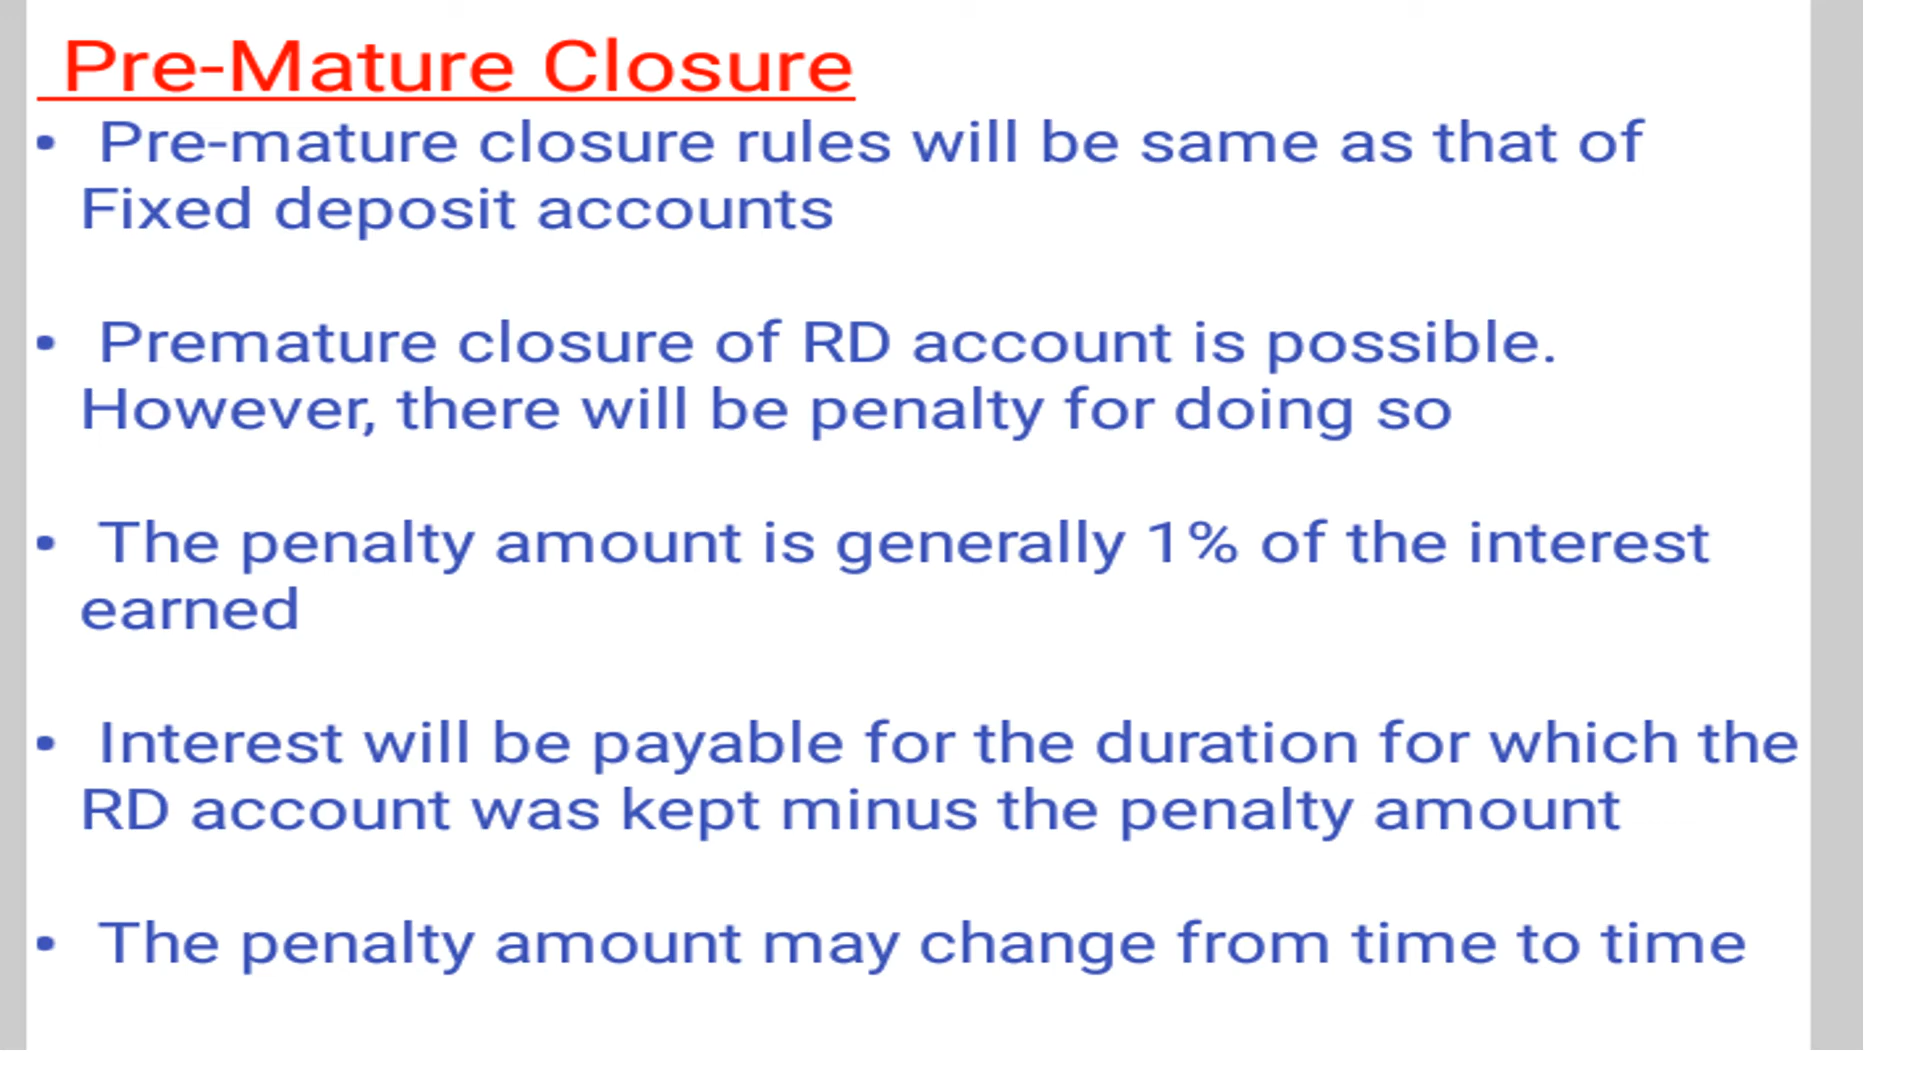 Pre-Mature Closure
• Pre-mature closure rules will be same as that of
Fixed deposit accounts
• Premature closure of RD account is possible.
However, there will be penalty for doing so
• The penalty amount is generally 1% of the interest
earned
• Interest will be payable for the duration for which the
RD account was kept minus the penalty amount
• The penalty amount may change from time to time